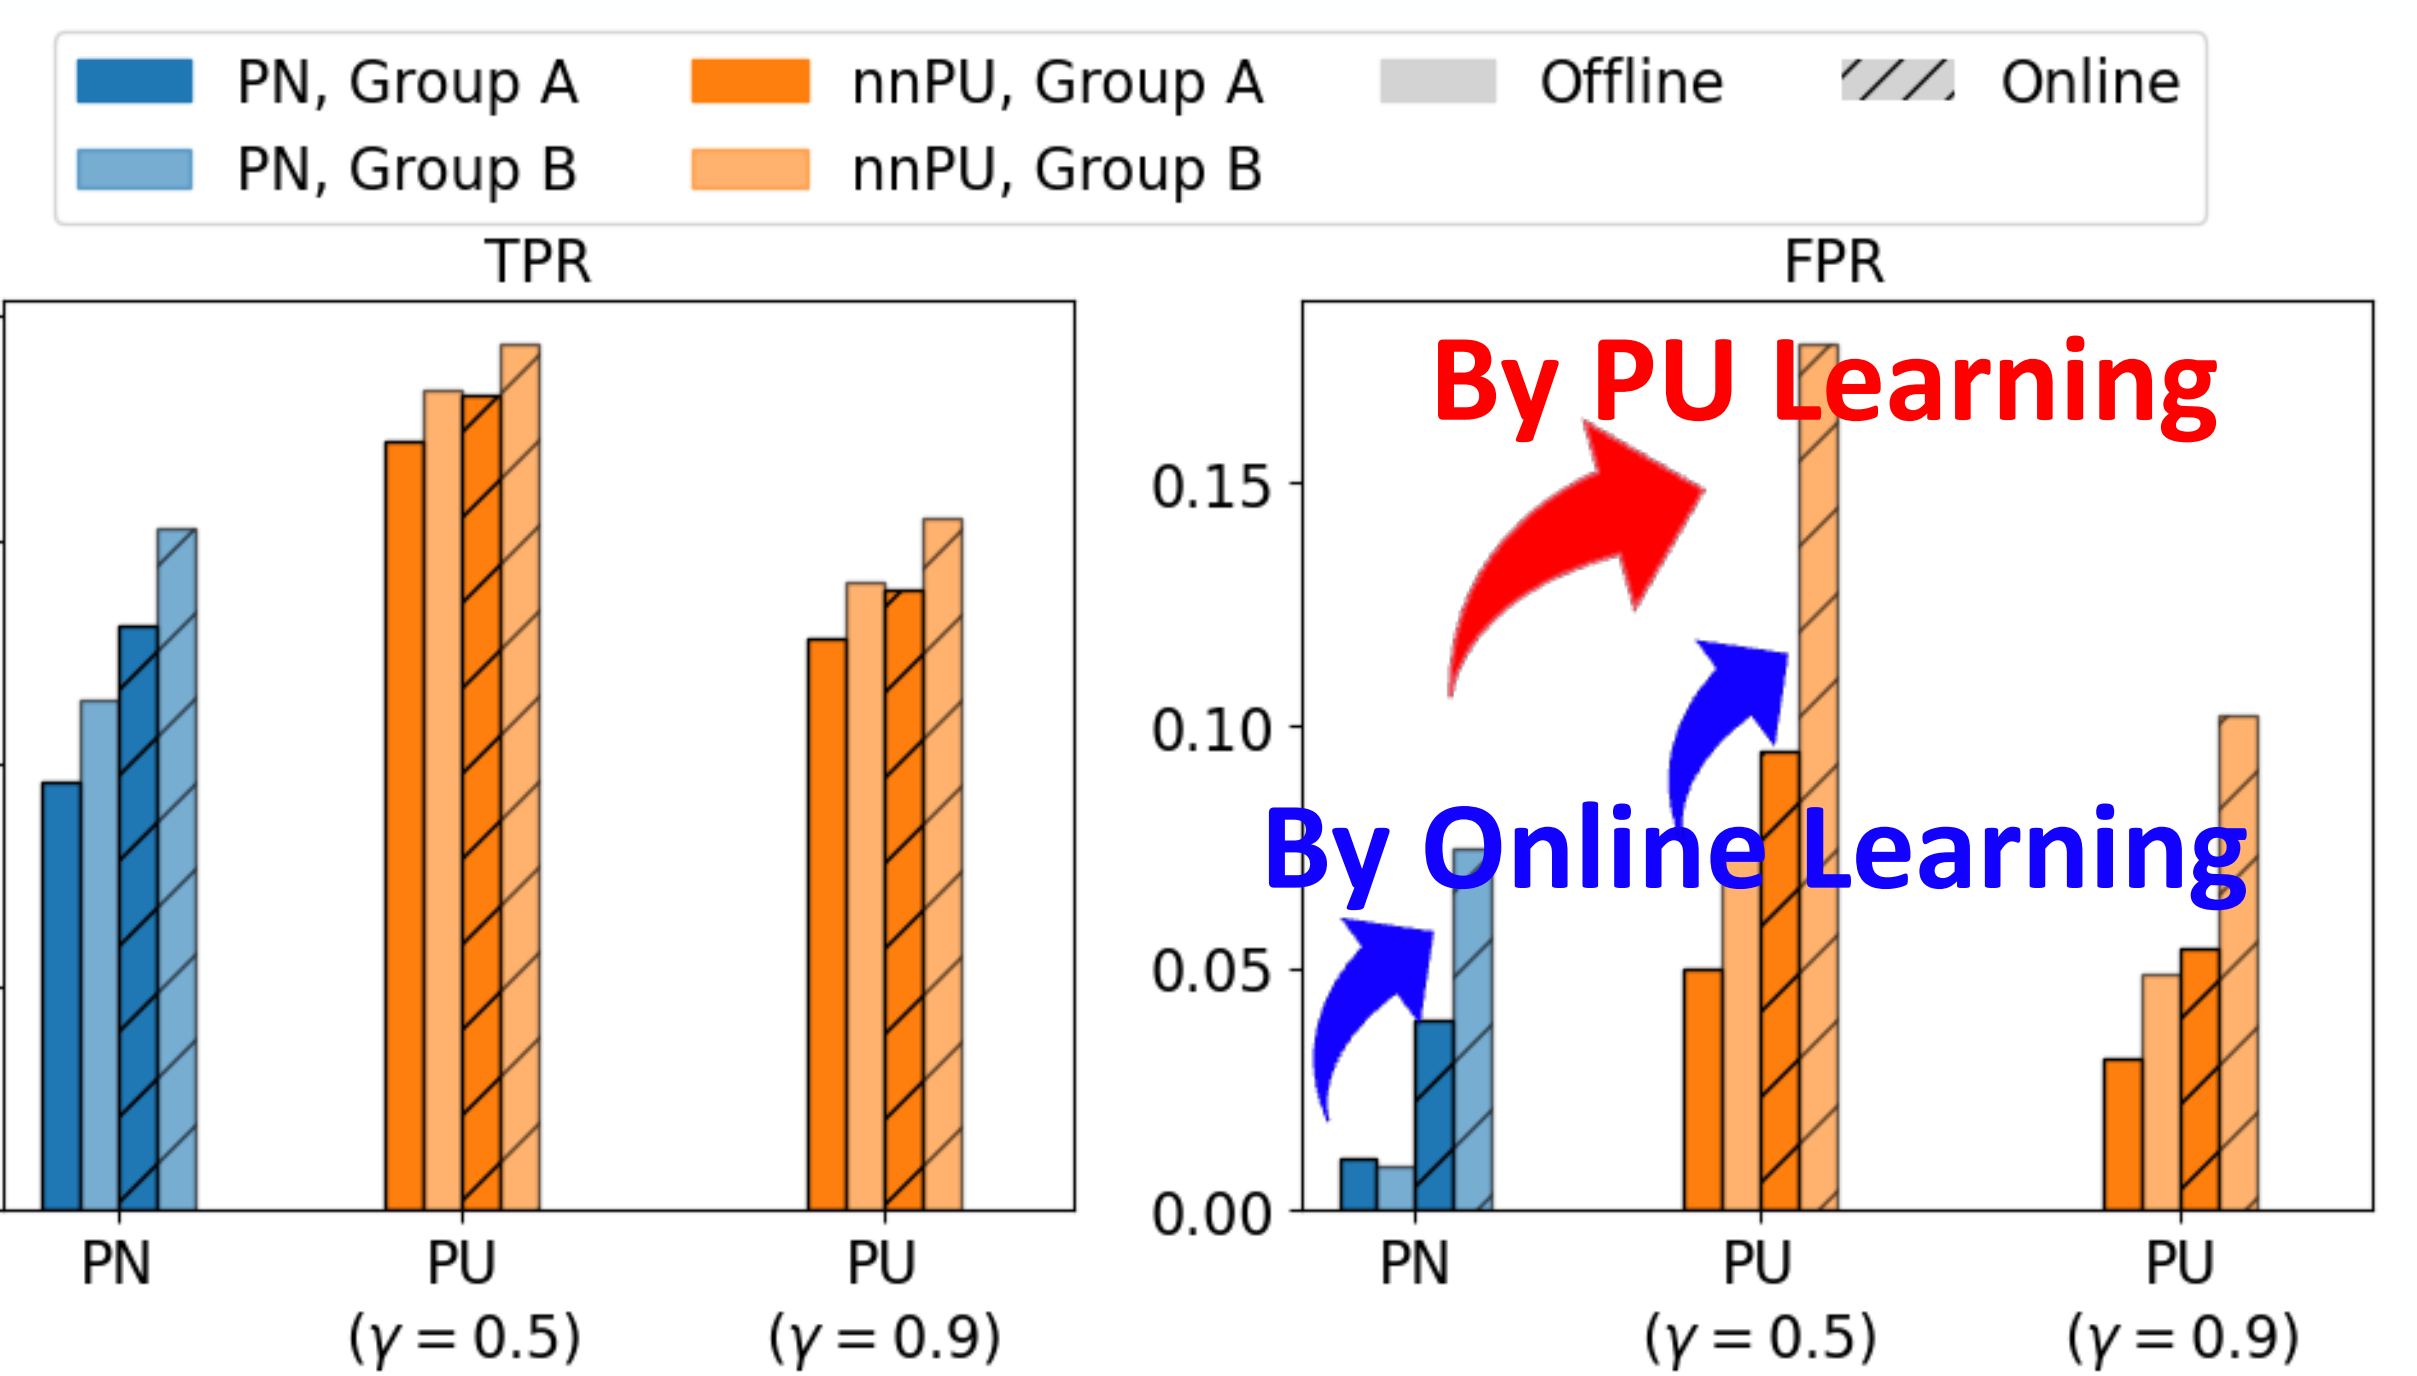 PN, Group A
nnPU, Group A
Offline
Online
PN, Group B
nnPU, Group B
TPR
FPR
By PU Learning
0.15
0.10
By Online Learning
0.05
0.00
PN
PU
PU
PN
PU
PU
(γ = 0.5)
(γ = 0.9)
(γ = 0.5)
(γ = 0.9)